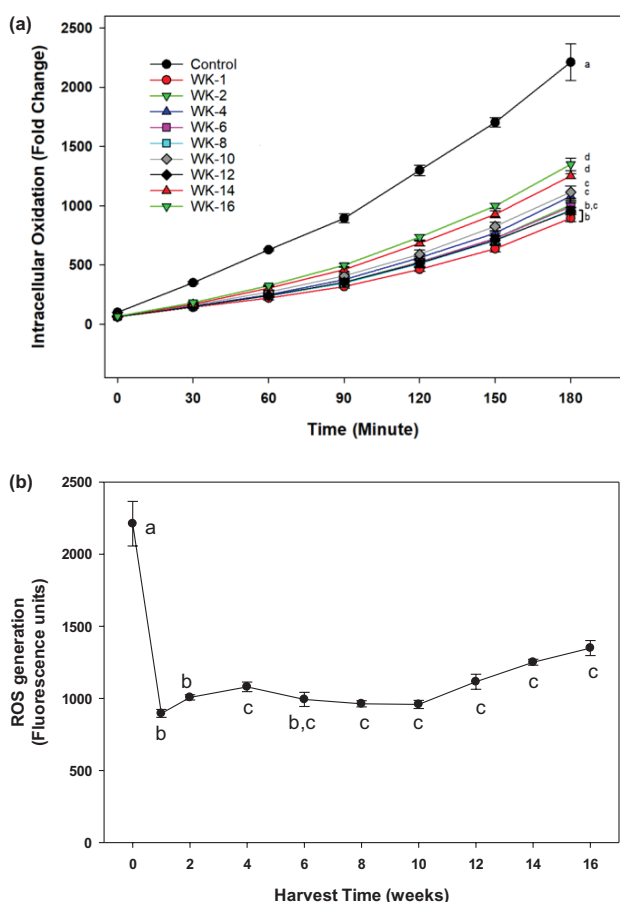 (a)
2500
2000
1500
1000
500
0
Intracellular Oxidation (Fold Change)
Control
WK-1
WK-2
WK-4
WK-6
WK-8
WK-10
WK-12
WK-14
WK-16
a
d
d
c
c
b,c
b
0 30 60 90 120 150 180
Time (Minute)
(b)
2500
2000
1500
1000
500
0
ROS generation
(Fluorescence units)
a
b
b
c
b,c
c
c
c
c
c
0 2 4 6 8 10 12 14 16
Harvest Time (weeks)